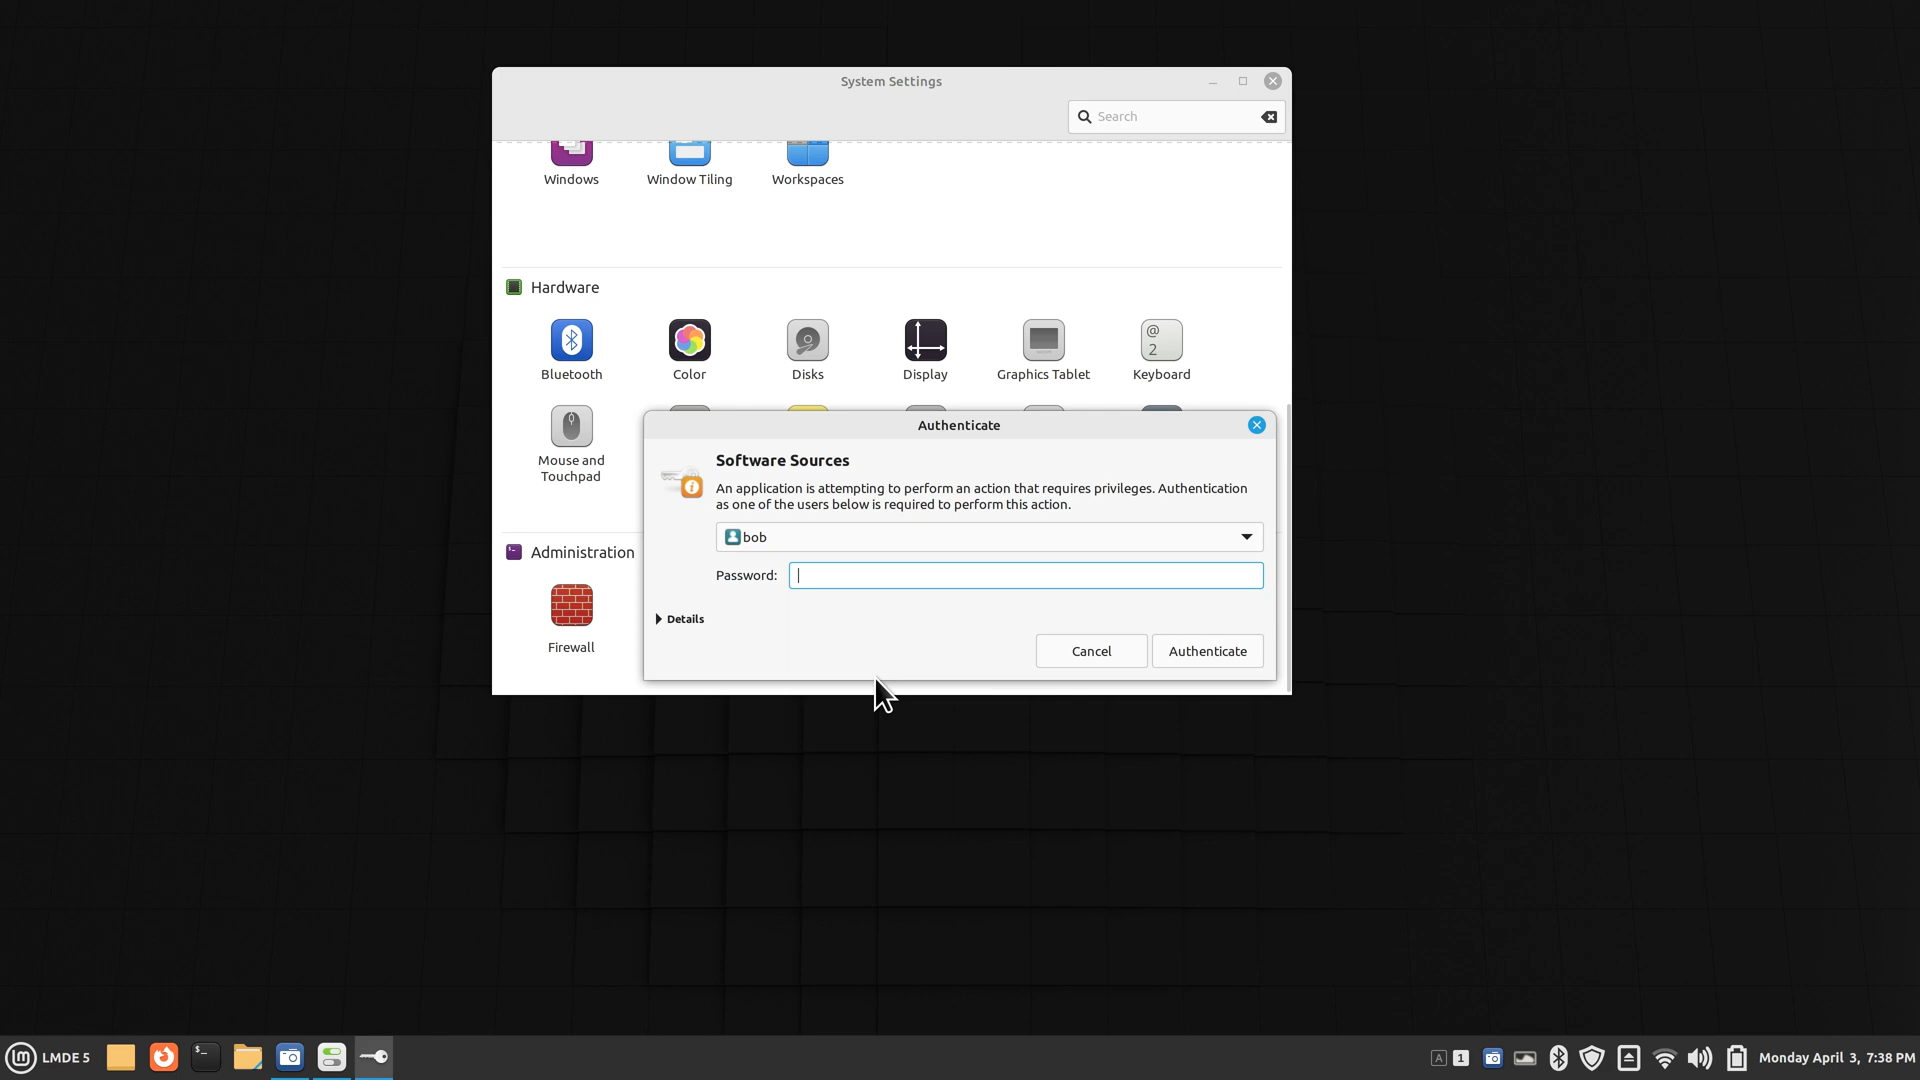 System Settings
Search
Windows
Window Tiling
Workspaces
Hardware
Bluetooth
Color
Disks
Display
Graphics Tablet
@
2
Keyboard
Mouse and
Touchpad
Authenticate
Software Sources
An application is attempting to perform an action that requires privileges. Authentication
as one of the users below is required to perform this action.
bob
Password:
Administration
Details
Firewall
Cancel
Authenticate
LMDE 5
$_
A
1
Monday April 3, 7:38 PM